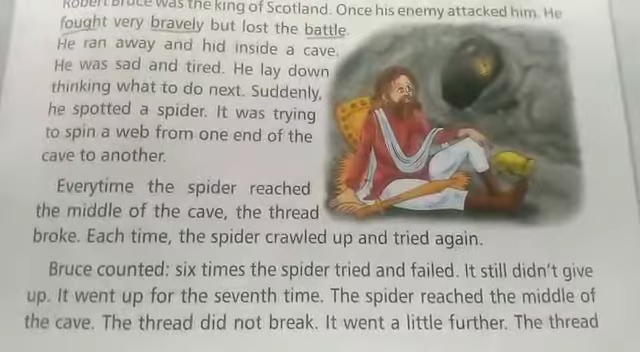 Robert Bruce was the king of Scotland. Once his enemy attacked him. He
fought very bravely but lost the battle.
He ran away and hid inside a cave.
He was sad and tired. He lay down
thinking what to do next. Suddenly,
he spotted a spider. It was trying
to spin a web from one end of the
cave to another.
Everytime the spider reached
the middle of the cave, the thread
broke. Each time, the spider crawled up and tried again.
Bruce counted: six times the spider tried and failed. It still didn't give
up. It went up for the seventh time. The spider reached the middle of
the cave. The thread did not break. It went a little further. The thread